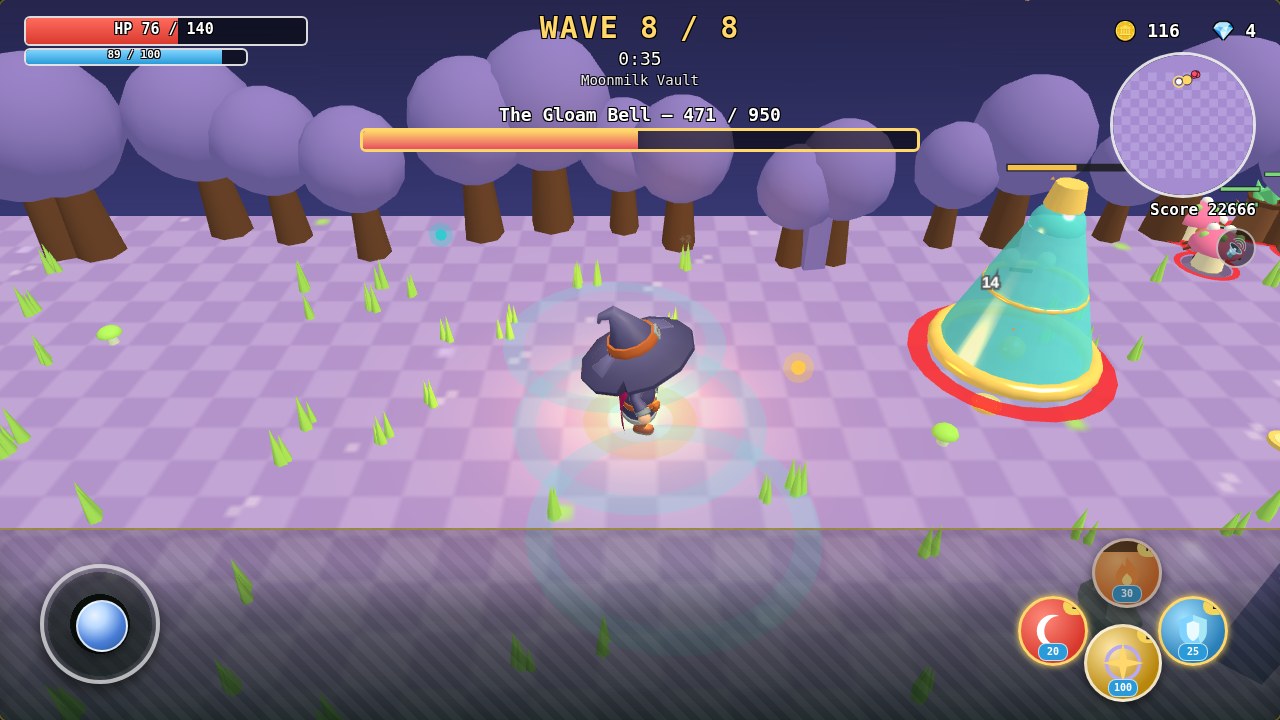 HP 76 / 140
89 / 100
WAVE 8 / 8
0:35
Moonmilk Vault
The Gloam Bell — 471 / 950
116
4
Score 22666
14
30
20
25
100